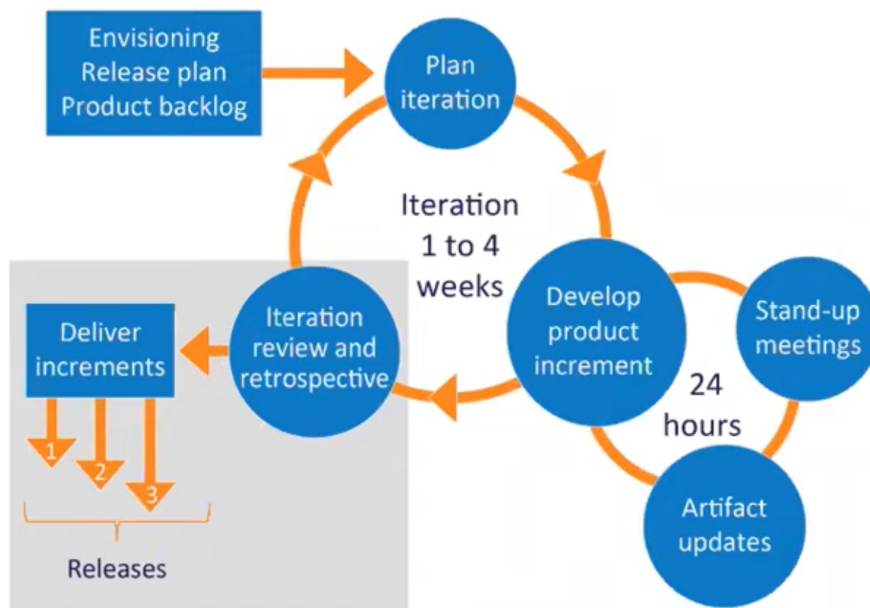 Envisioning
Release plan
Product backlog
Plan
iteration
Iteration
1 to 4
weeks
Develop
product
increment
Stand-up
meetings
24
hours
Artifact
updates
Iteration
review and
retrospective
Deliver
increments
1
2
3
Releases